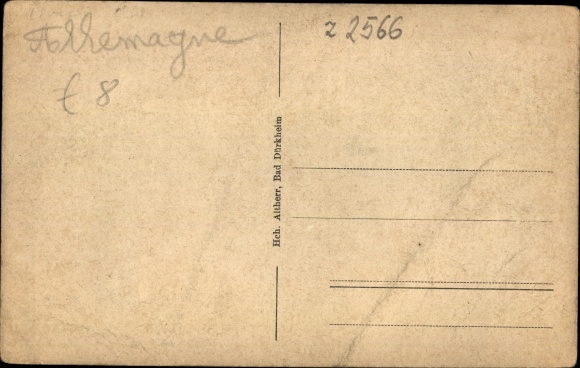 Allemagne
€ 8
z 2566
Hch. Altherr, Bad Dürkheim